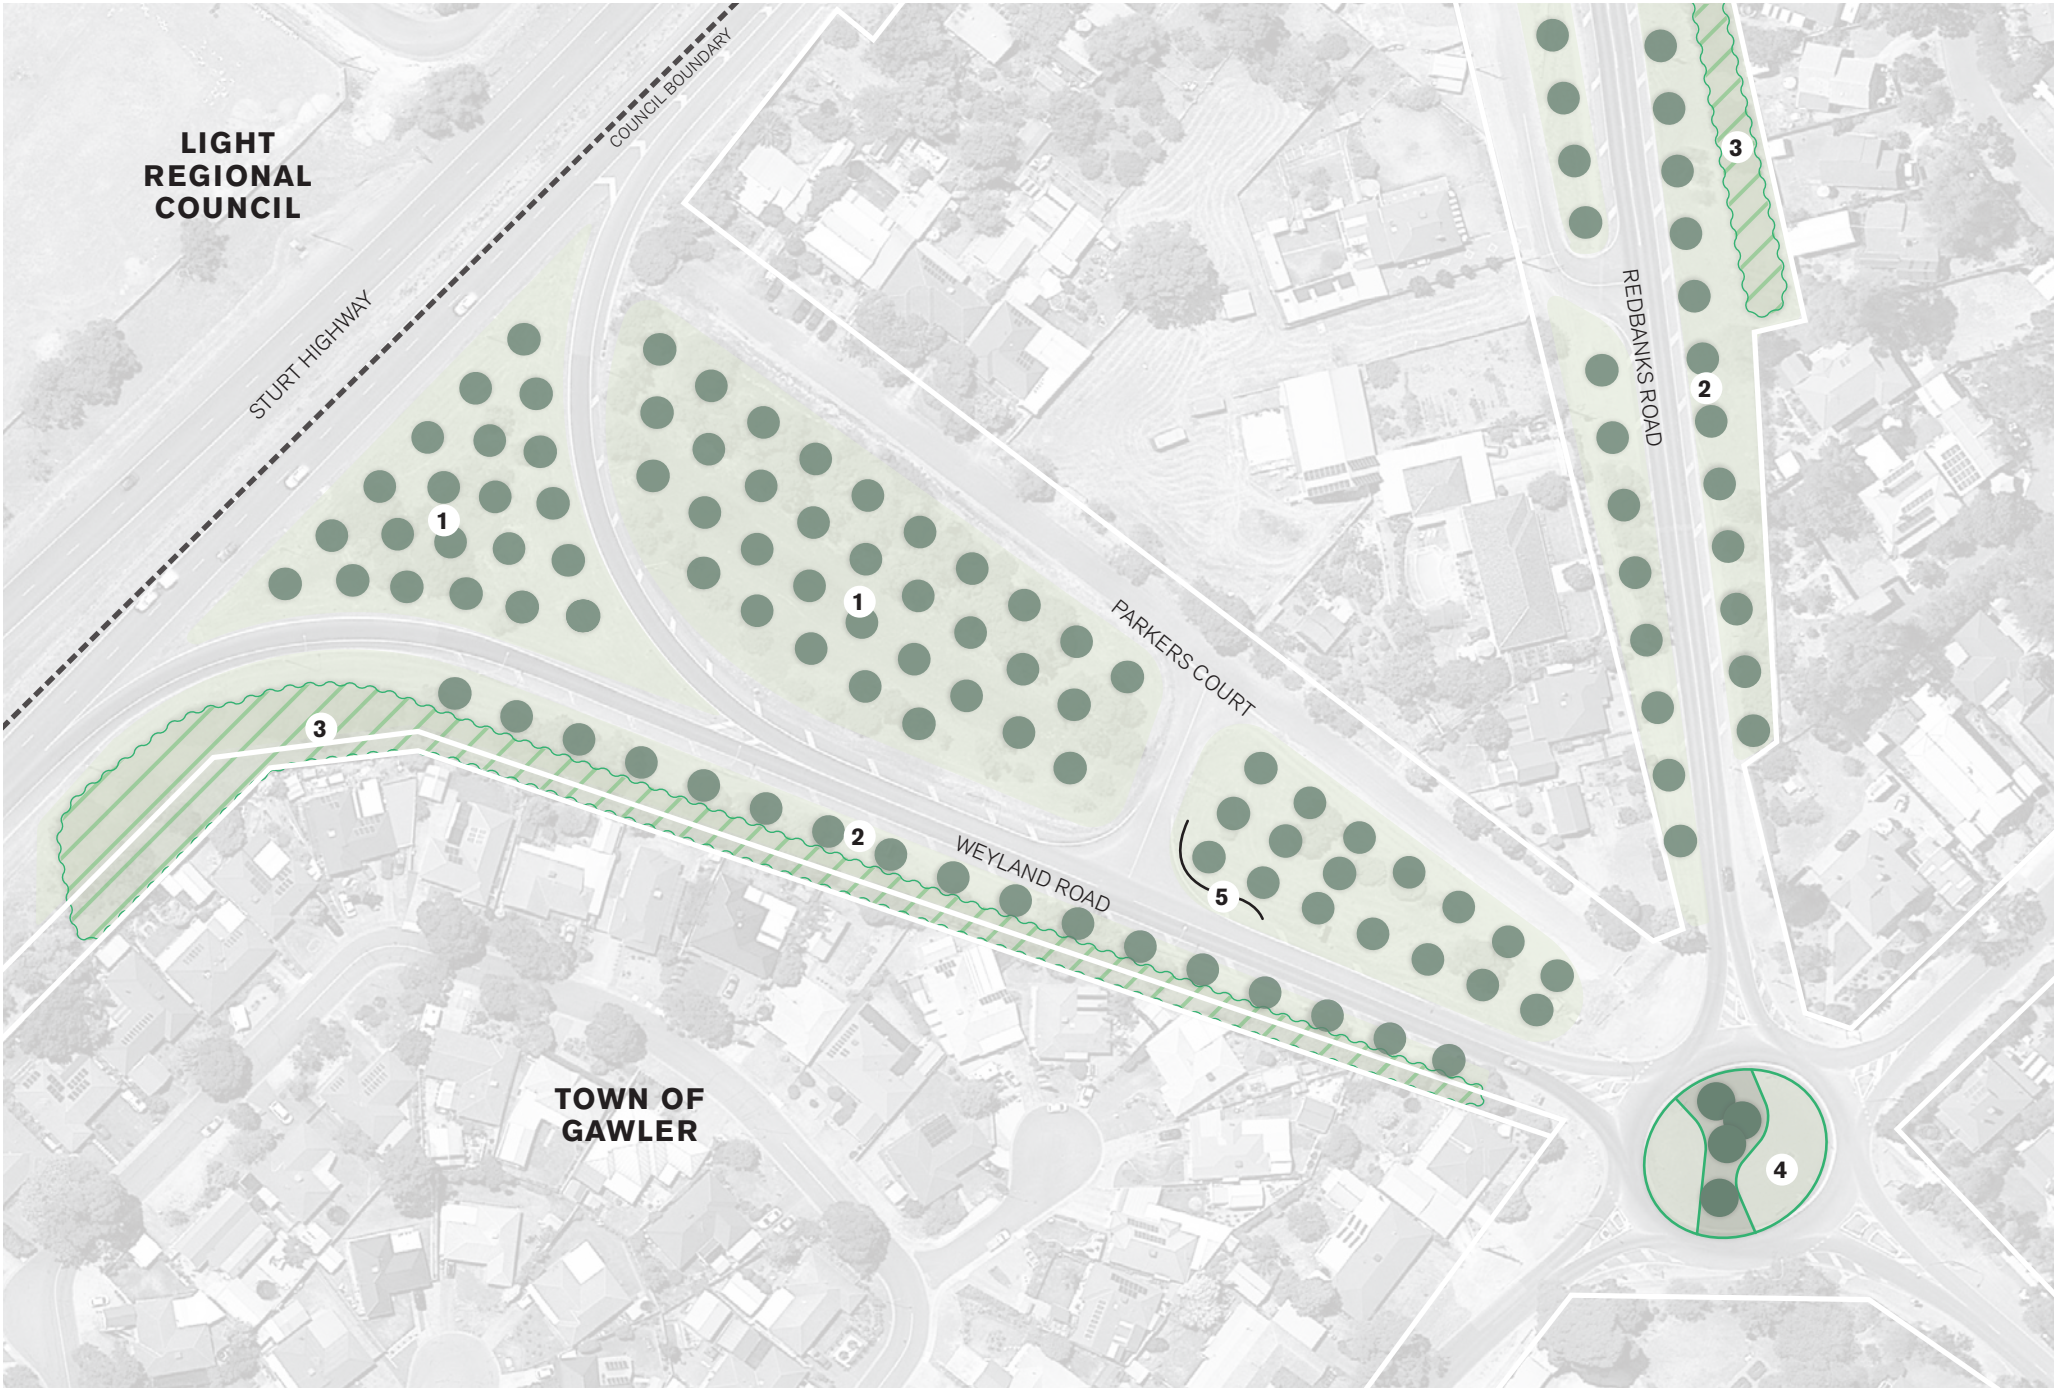 COUNCIL BOUNDARY
LIGHT
REGIONAL
COUNCIL
3
STURT HIGHWAY
REDBANKS ROAD
2
1
1
PARKERS COURT
3
2
WEYLAND ROAD
5
TOWN OF
GAWLER
4